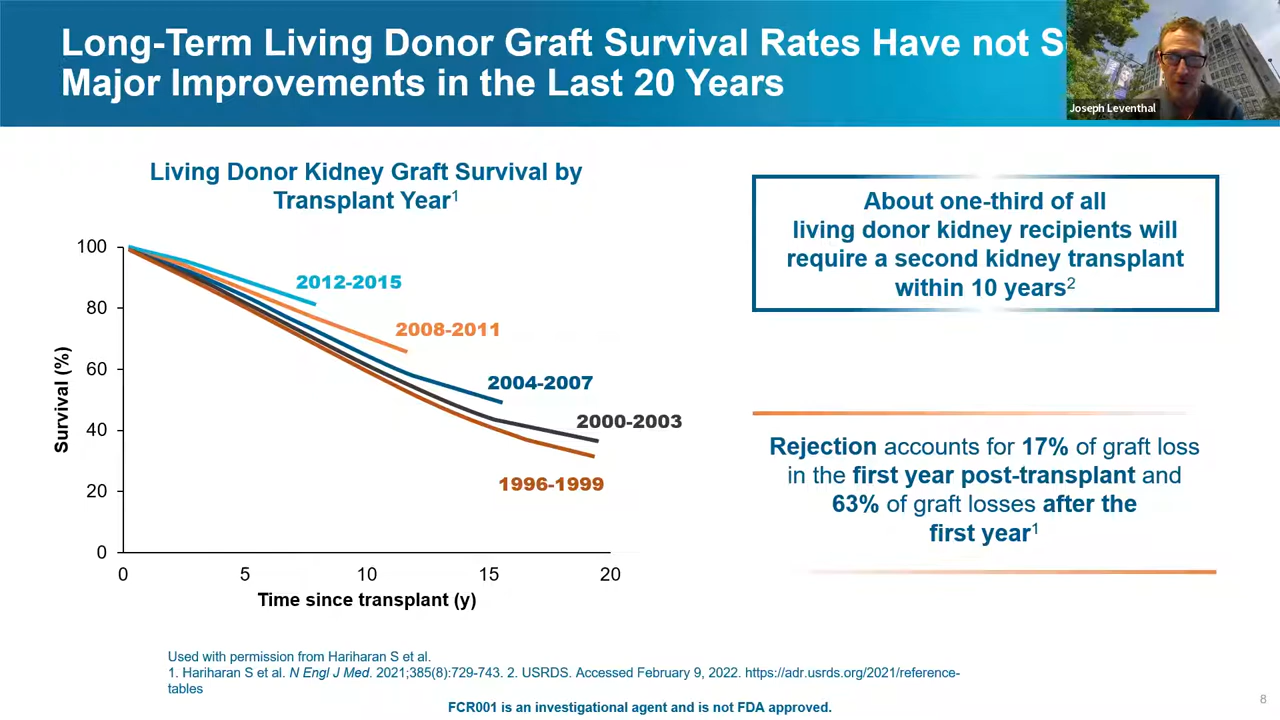 Long-Term Living Donor Graft Survival Rates Have not S
Major Improvements in the Last 20 Years
Joseph Leventhal
Living Donor Kidney Graft Survival by
Transplant Year1
100
80
60
40
20
0
Survival (%)
2012-2015
2008-2011
2004-2007
2000-2003
1996-1999
0 5 10 15 20
Time since transplant (y)
About one-third of all
living donor kidney recipients will
require a second kidney transplant
within 10 years2
Rejection accounts for 17% of graft loss
in the first year post-transplant and
63% of graft losses after the
first year1
Used with permission from Hariharan S et al.
1. Hariharan S et al. N Engl J Med. 2021;385(8):729-743. 2. USRDS. Accessed February 9, 2022. https://adr.usrds.org/2021/reference-
tables
FCR001 is an investigational agent and is not FDA approved.
8